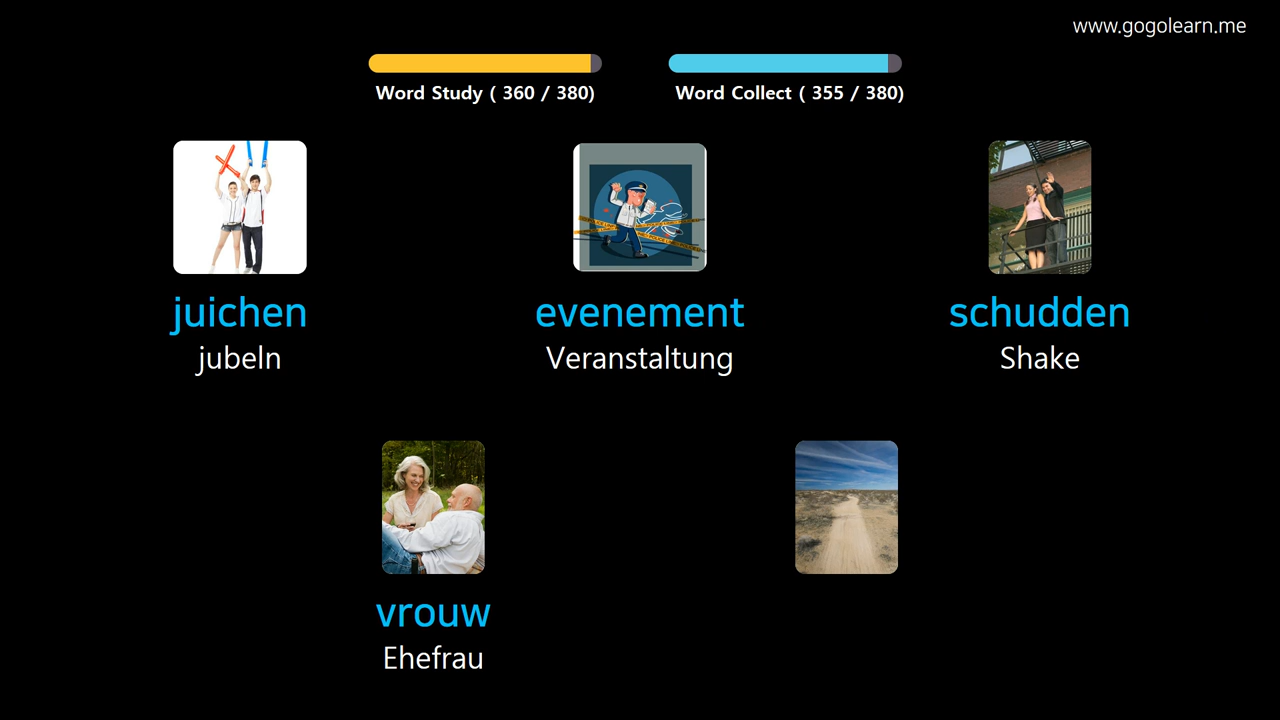 www.gogolearn.me
Word Study ( 360 / 380)
Word Collect ( 355 / 380)
juichen
jubeln
evenement
Veranstaltung
schudden
Shake
vrouw
Ehefrau